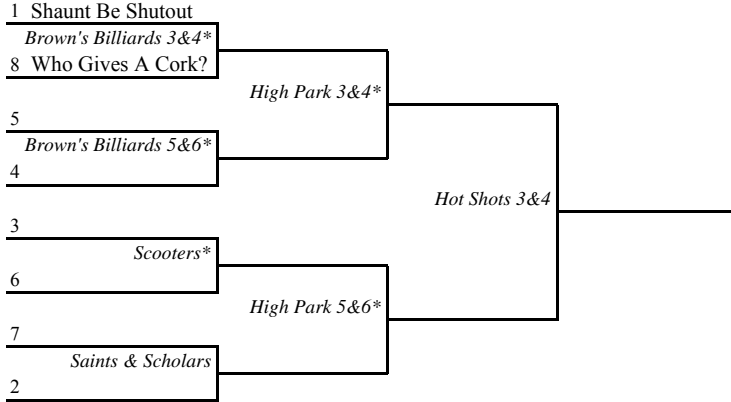 1 Shaunt Be Shutout
Brown's Billiards 3&4*
8 Who Gives A Cork?
High Park 3&4*
5
Brown's Billiards 5&6*
4
Hot Shots 3&4
3
Scooters*
6
High Park 5&6*
7
Saints & Scholars
2